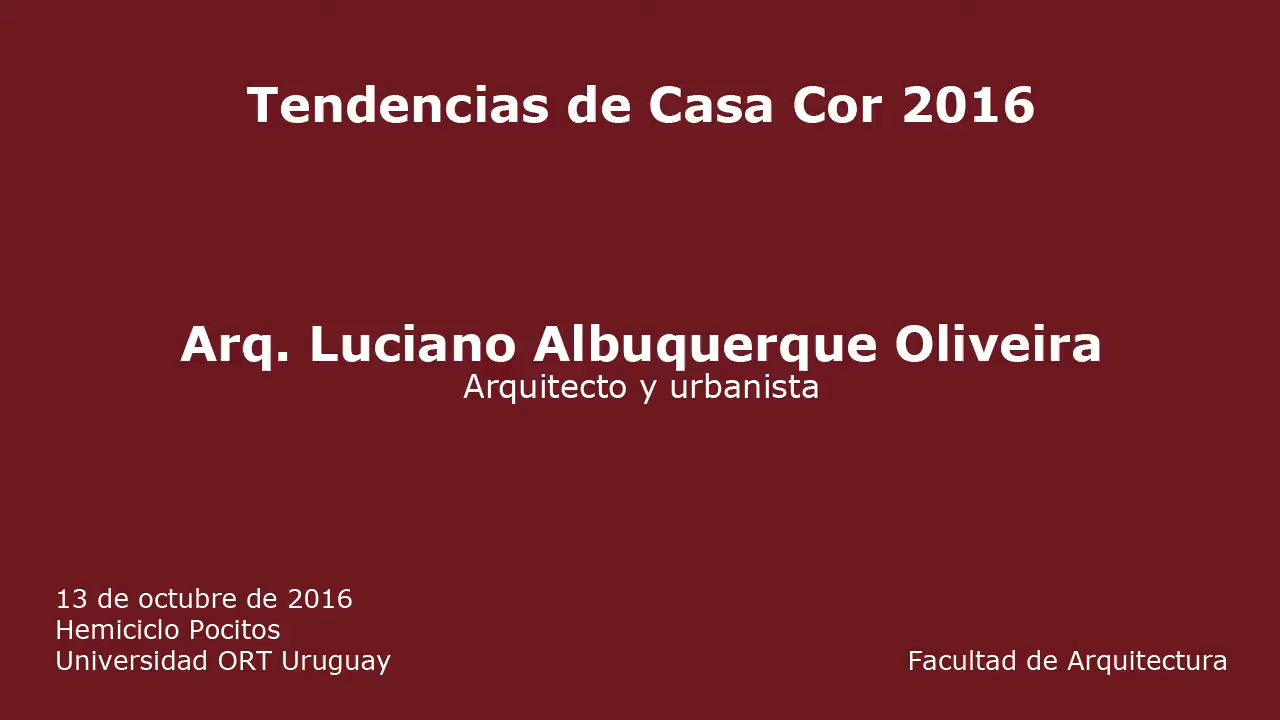 Tendencias de Casa Cor 2016
Arq. Luciano Albuquerque Oliveira
Arquitecto y urbanista
13 de octubre de 2016
Hemiciclo Pocitos
Universidad ORT Uruguay
Facultad de Arquitectura